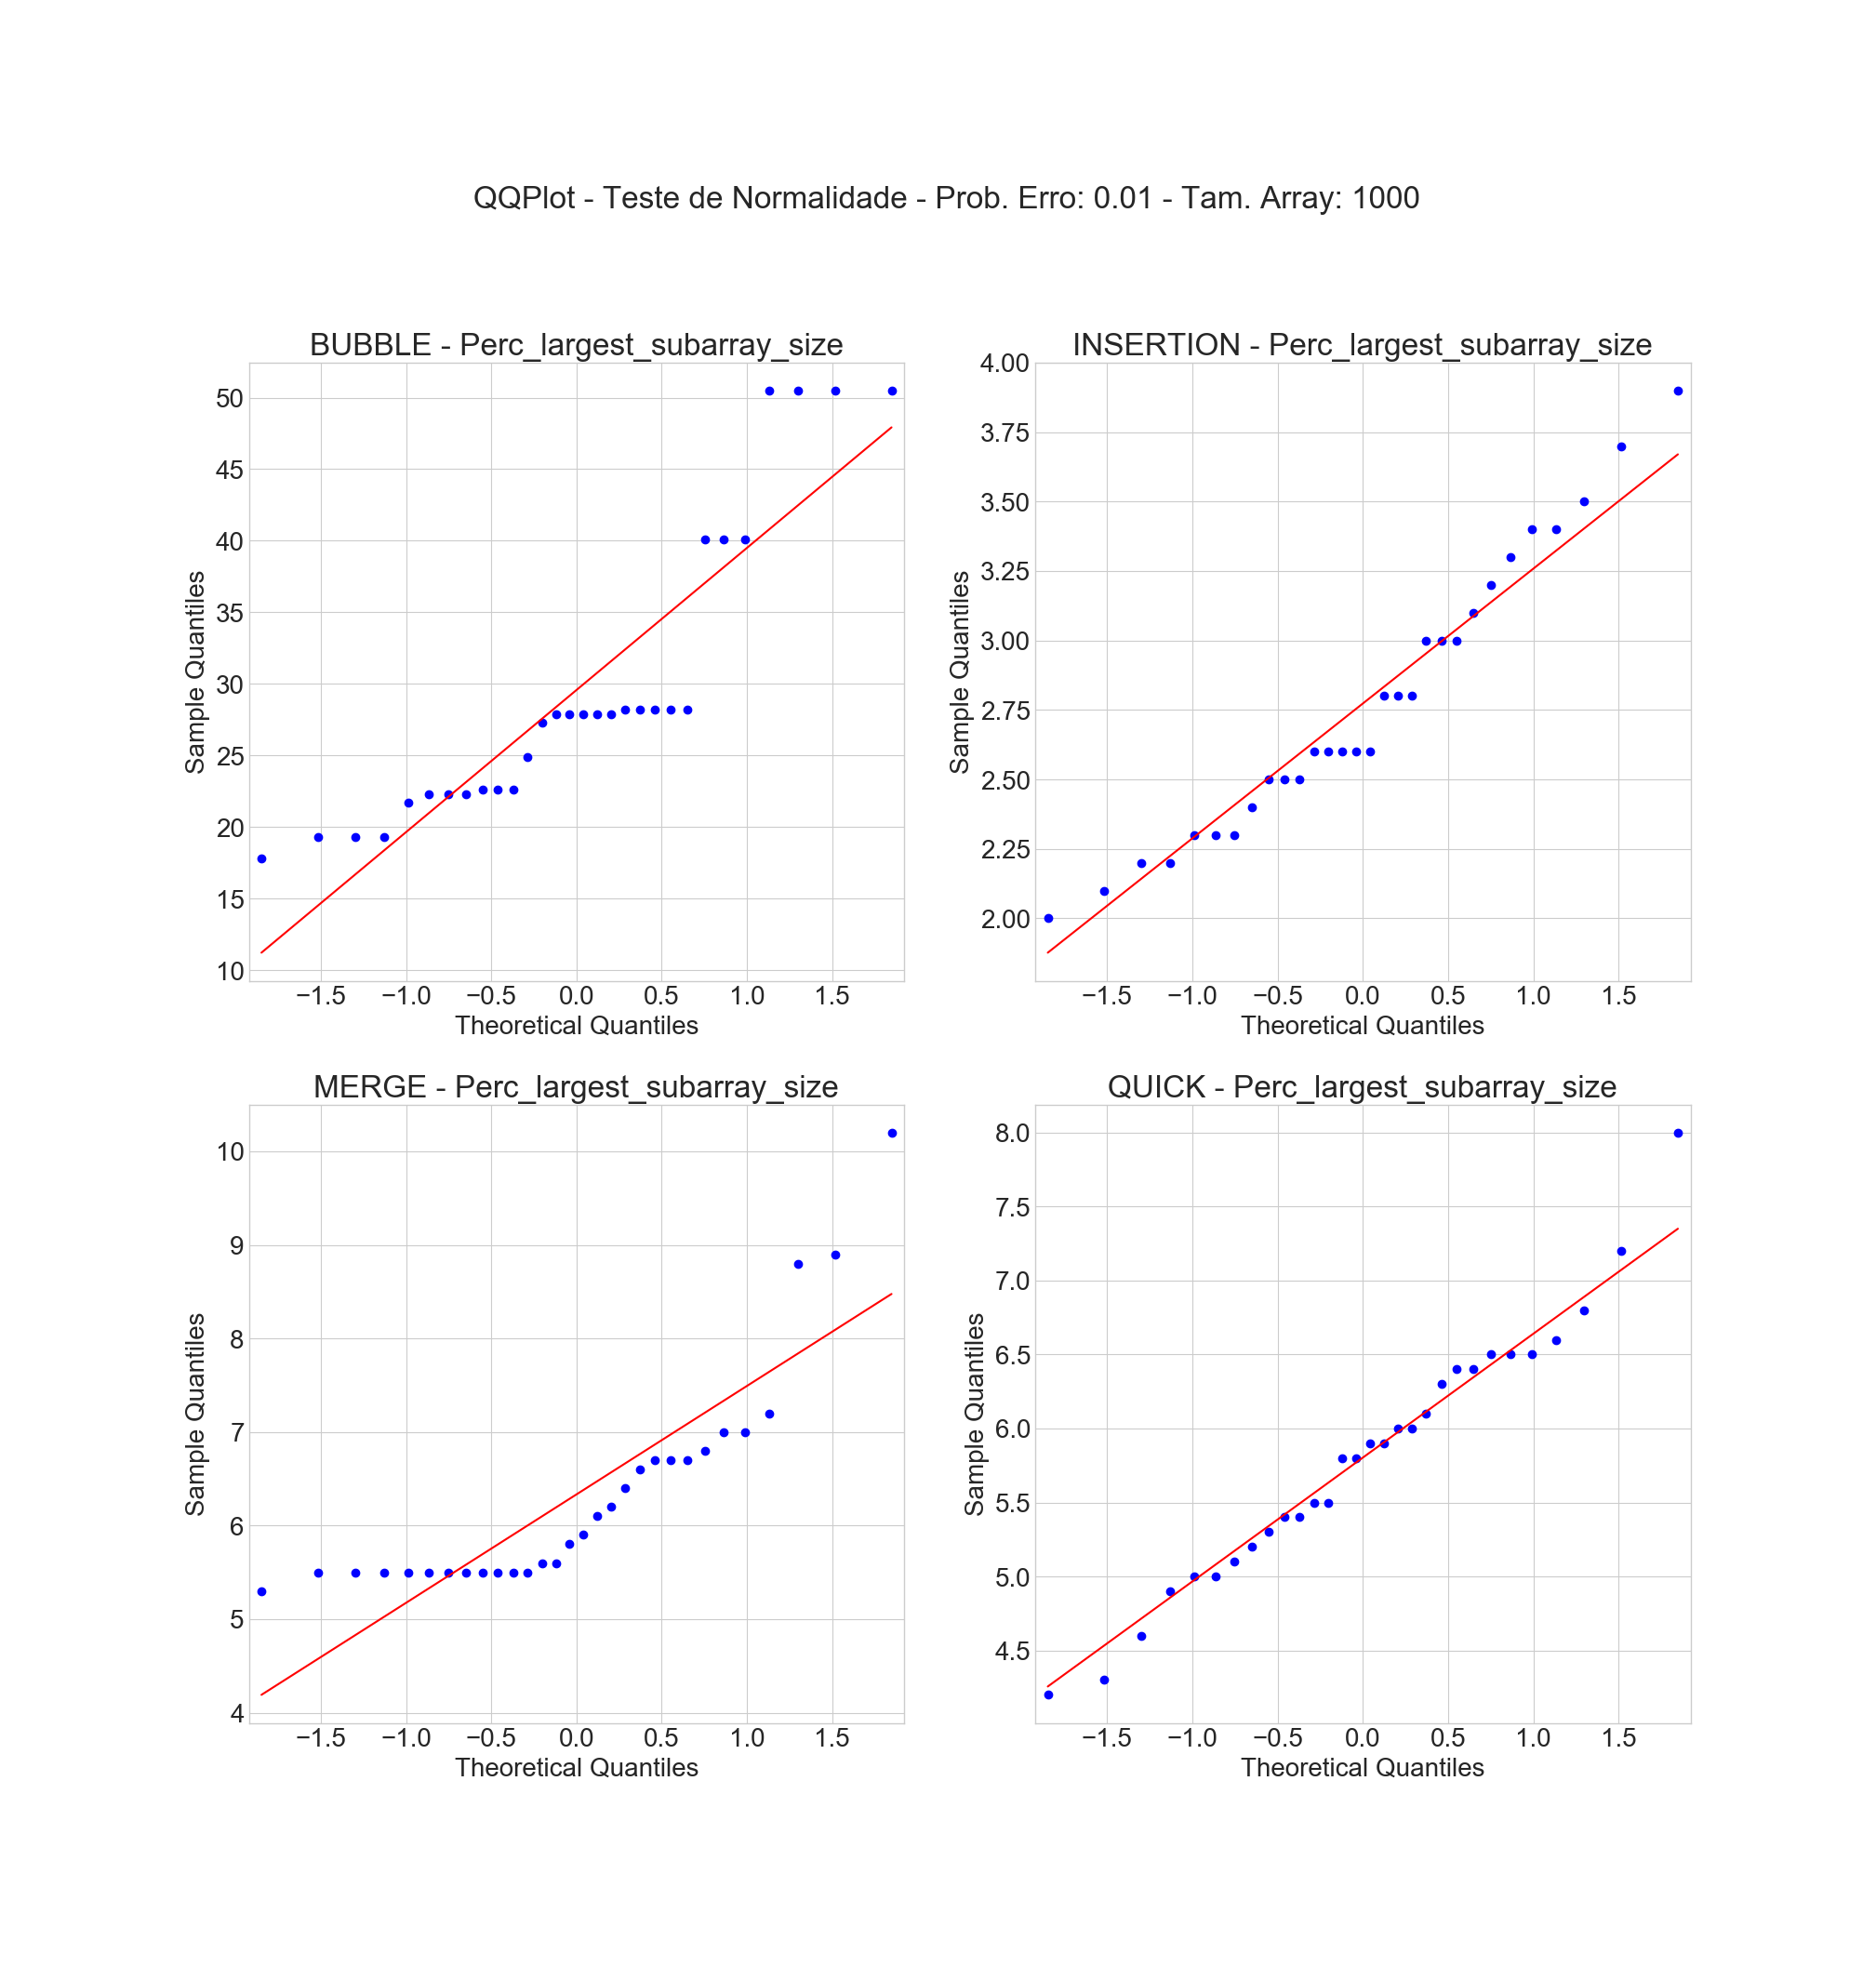 QQPlot - Teste de Normalidade - Prob. Erro: 0.01 - Tam. Array: 1000
BUBBLE - Perc_largest_subarray_size
50
45
40
35
30
25
20
15
10
Sample Quantiles
−1.5 −1.0 −0.5 0.0 0.5 1.0 1.5
Theoretical Quantiles
INSERTION - Perc_largest_subarray_size
4.00
3.75
3.50
3.25
3.00
2.75
2.50
2.25
2.00
Sample Quantiles
−1.5 −1.0 −0.5 0.0 0.5 1.0 1.5
Theoretical Quantiles
MERGE - Perc_largest_subarray_size
10
9
8
7
6
5
4
Sample Quantiles
−1.5 −1.0 −0.5 0.0 0.5 1.0 1.5
Theoretical Quantiles
QUICK - Perc_largest_subarray_size
8.0
7.5
7.0
6.5
6.0
5.5
5.0
4.5
Sample Quantiles
−1.5 −1.0 −0.5 0.0 0.5 1.0 1.5
Theoretical Quantiles